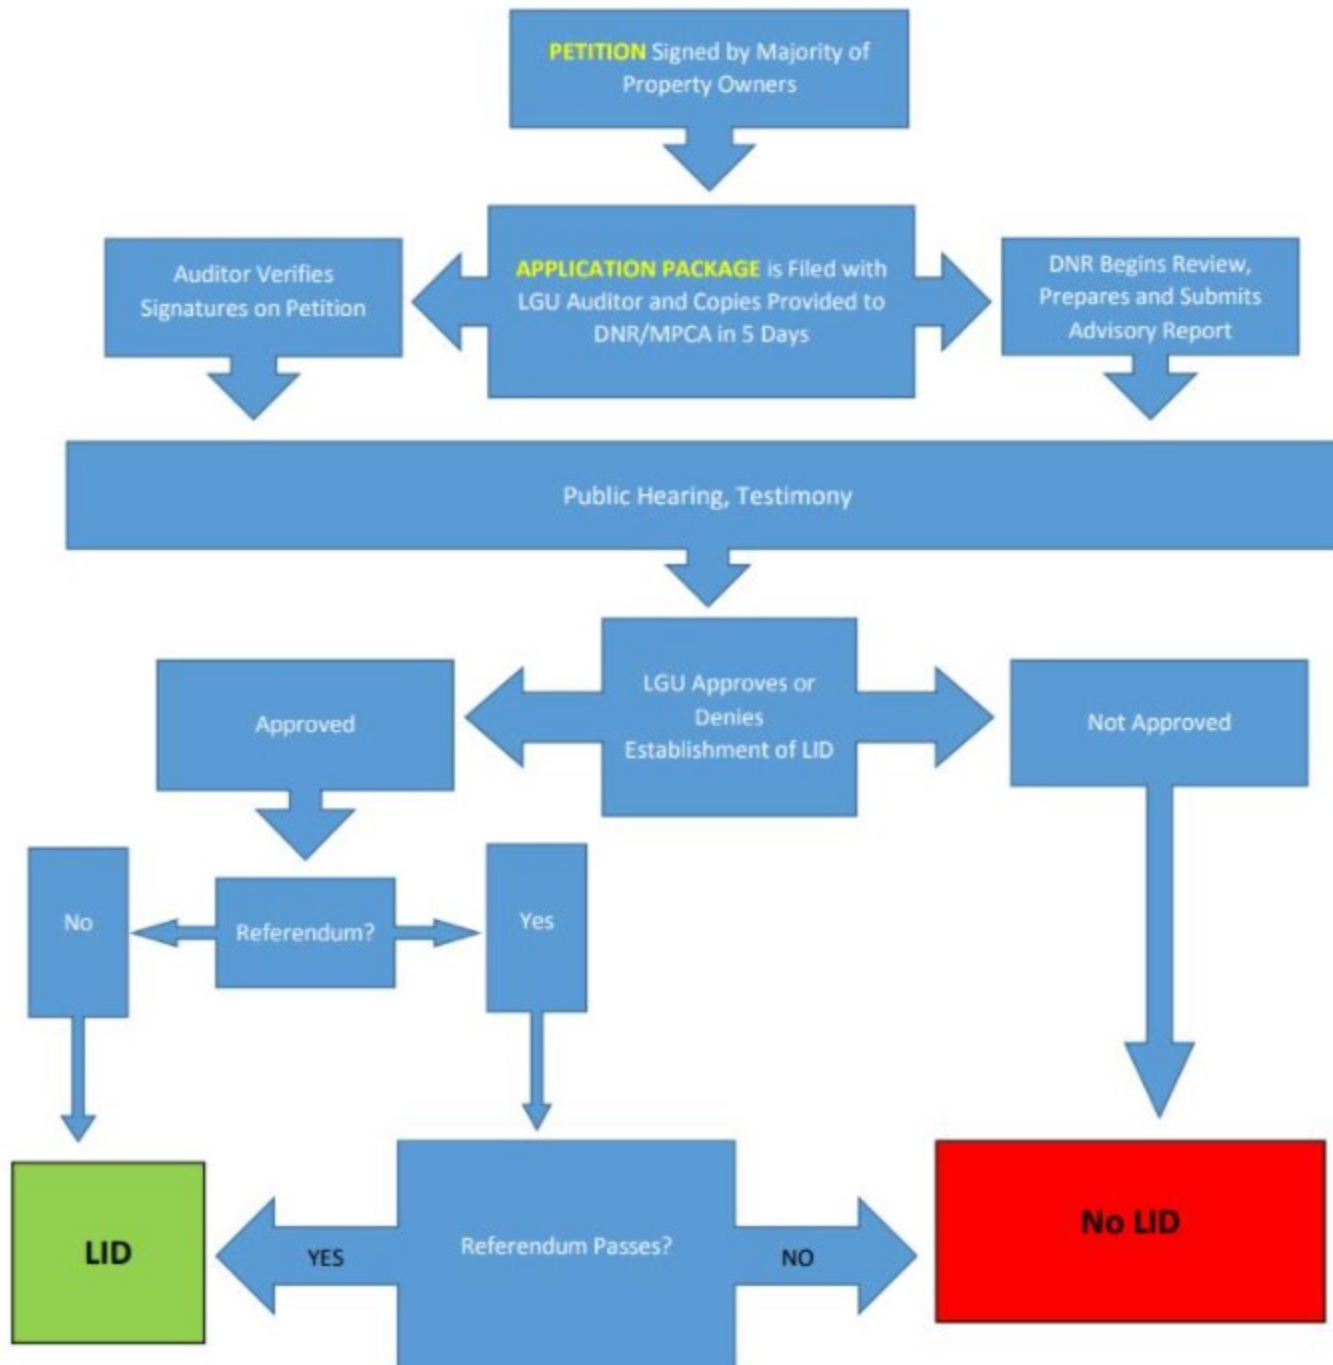 PETITION Signed by Majority of
Property Owners
Auditor Verifies
Signatures on Petition
APPLICATION PACKAGE is Filed with
LGU Auditor and Copies Provided to
DNR/MPCA in 5 Days
DNR Begins Review,
Prepares and Submits
Advisory Report
Public Hearing, Testimony
Approved
LGU Approves or
Denies
Establishment of LID
Not Approved
No
Referendum?
Yes
LID
YES
Referendum Passes?
NO
No LID